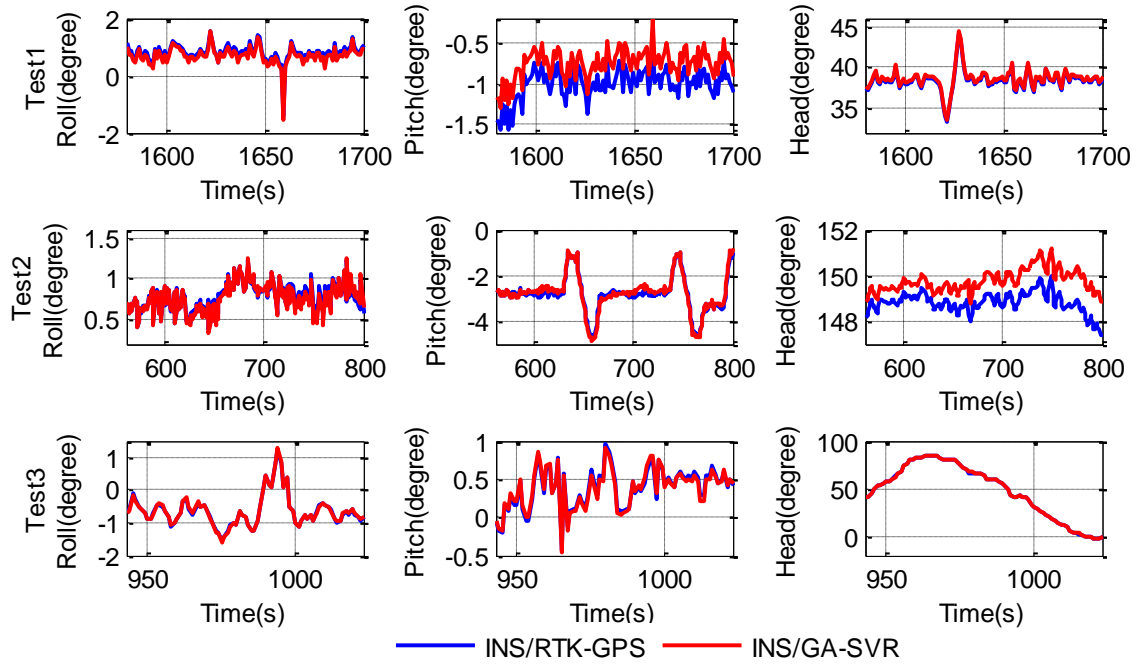 Test1
Roll(degree)
2
0
-2
1600
1650
1700
Time(s)
Pitch(degree)
-0.5
-1
-1.5
1600
1650
1700
Time(s)
Head(degree)
45
40
35
1600
1650
1700
Time(s)
Test2
Roll(degree)
1.5
1
0.5
600
700
800
Time(s)
Pitch(degree)
0
-2
-4
600
700
800
Time(s)
Head(degree)
152
150
148
600
700
800
Time(s)
Test3
Roll(degree)
1
0
-1
-2
950
1000
Time(s)
Pitch(degree)
1
0.5
0
-0.5
950
1000
Time(s)
Head(degree)
100
50
0
950
1000
Time(s)
INS/RTK-GPS
INS/GA-SVR